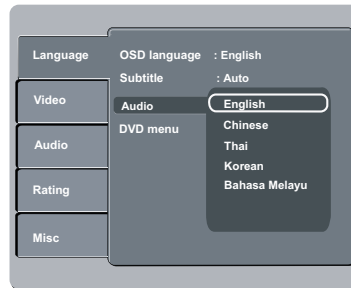 Language
Video
Audio
Rating
Misc
OSD language : English
Subtitle : Auto
Audio
DVD menu
English
Chinese
Thai
Korean
Bahasa Melayu